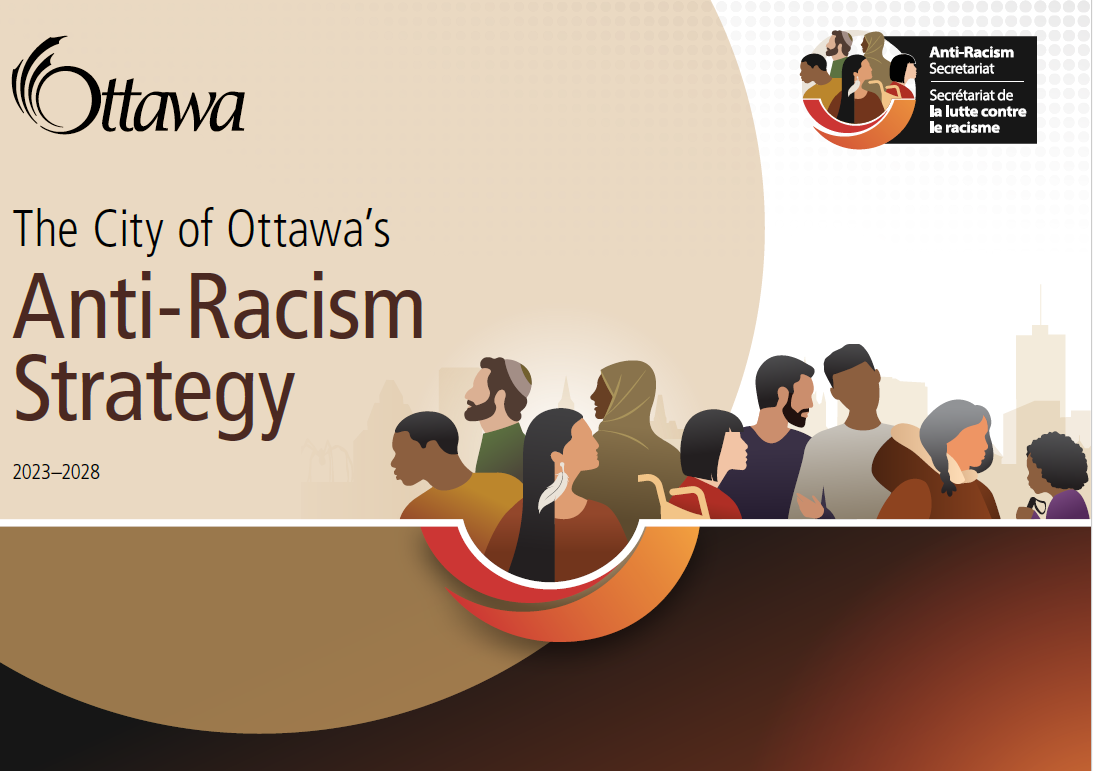 Ottawa
Anti-Racism
Secretariat
Secrétariat de
la lutte contre
le racisme
The City of Ottawa’s
Anti-Racism
Strategy
2023–2028